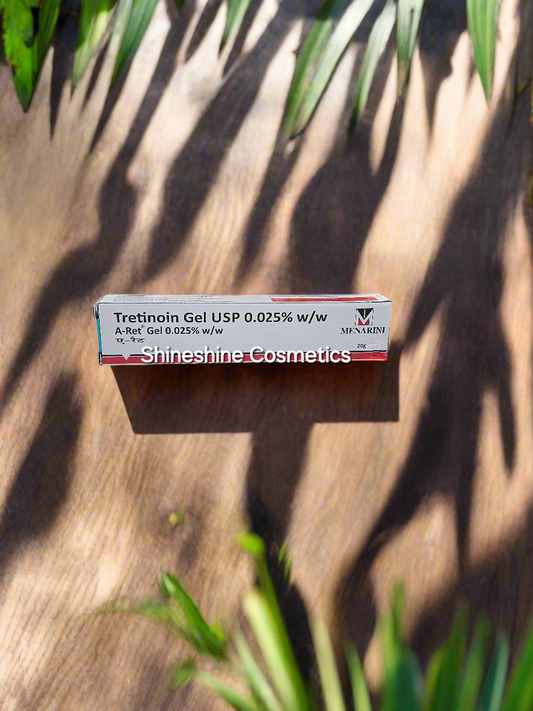 Tretinoin Gel USP 0.025% w/w
A-Ret® Gel 0.025% w/w
ए-रेट
MENARINI
20g
Shineshine Cosmetics